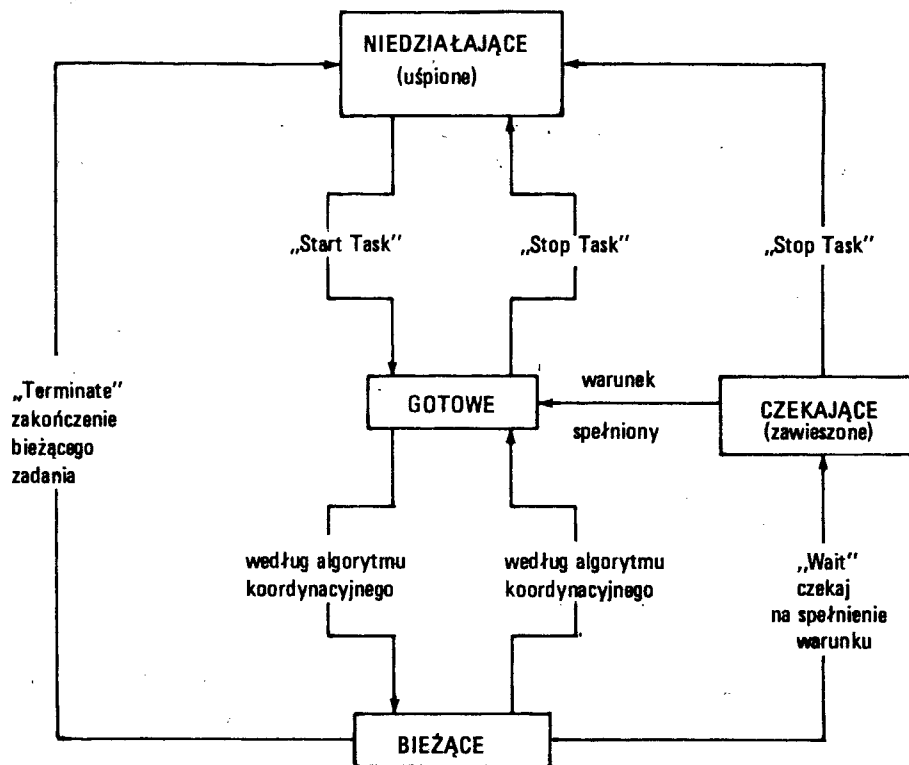 NIEDZIAŁAJĄCE
(uśpione)
„Start Task”
„Stop Task”
„Stop Task”
„Terminate”
zakończenie
bieżącego
zadania
GOTOWE
warunek
spełniony
CZEKAJĄCE
(zawieszone)
według algorytmu
koordynacyjnego
według algorytmu
koordynacyjnego
„Wait”
czekaj
na spełnienie
warunku
BIEŻĄCE